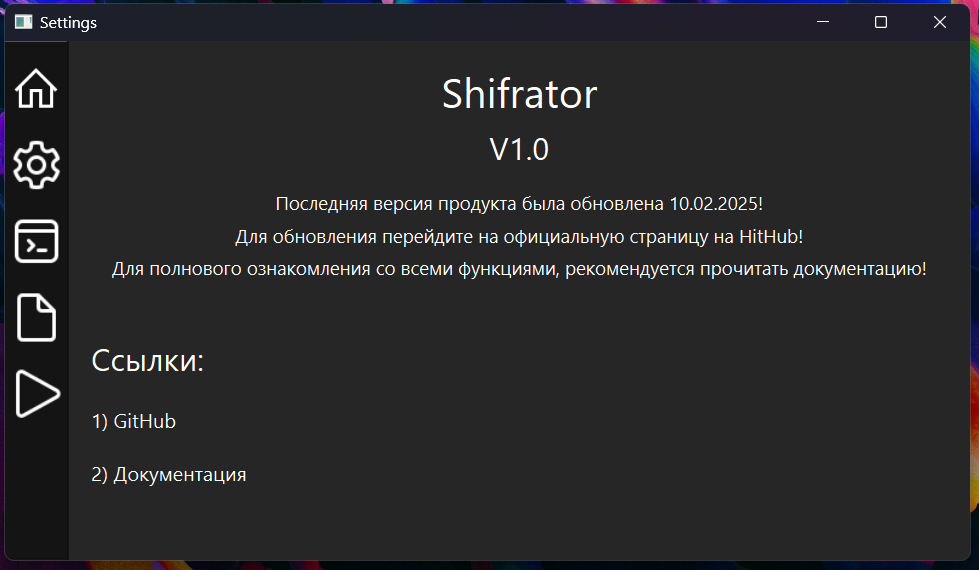 Settings
Shifrator
V1.0
Последняя версия продукта была обновлена 10.02.2025!
Для обновления перейдите на официальную страницу на HitHub!
Для полнового ознакомления со всеми функциями, рекомендуется прочитать документацию!
Ссылки:
1) GitHub
2) Документация